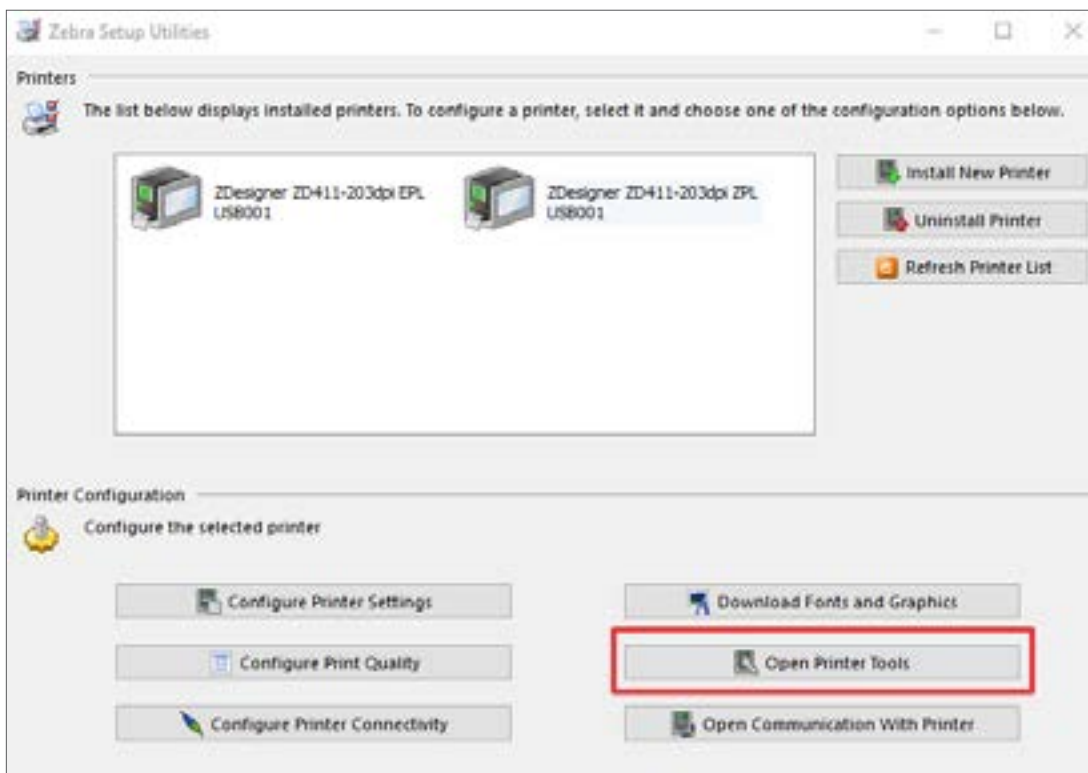 Zebra Setup Utilities
Printers
The list below displays installed printers. To configure a printer, select it and choose one of the configuration options below.
ZDesigner ZD411-203dpi EPL
USB001
ZDesigner ZD411-203dpi ZPL
USB001
Install New Printer
Uninstall Printer
Refresh Printer List
Printer Configuration
Configure the selected printer
Configure Printer Settings
Download Fonts and Graphics
Configure Print Quality
Open Printer Tools
Configure Printer Connectivity
Open Communication With Printer